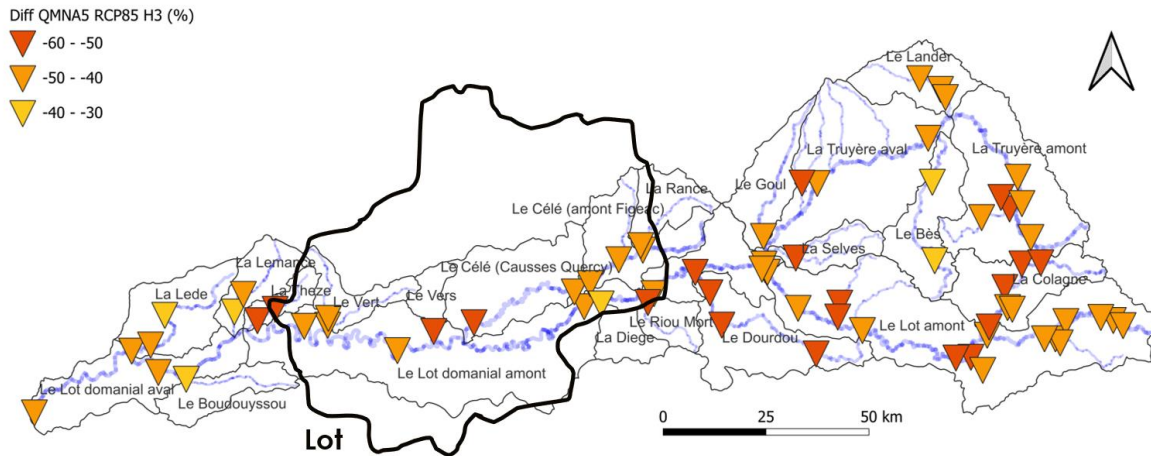 Diff QMNA5 RCP85 H3 (%)
-60 - -50
-50 - -40
-40 - -30
Le Lander
La Truyère aval
La Truyère amont
Le Goul
La Rance
Le Célé (amont Figeac)
Le Bès
La Selves
Le Célé (Causses Quercy)
La Lemance
La Colagne
La Lede
La Theze
Le Vert
Le Vers
Le Riou Mort
Le Lot amont
La Diege
Le Dourdou
Le Lot domanial amont
Le Lot domanial aval
Le Boudouyssou
Lot
0 25 50 km